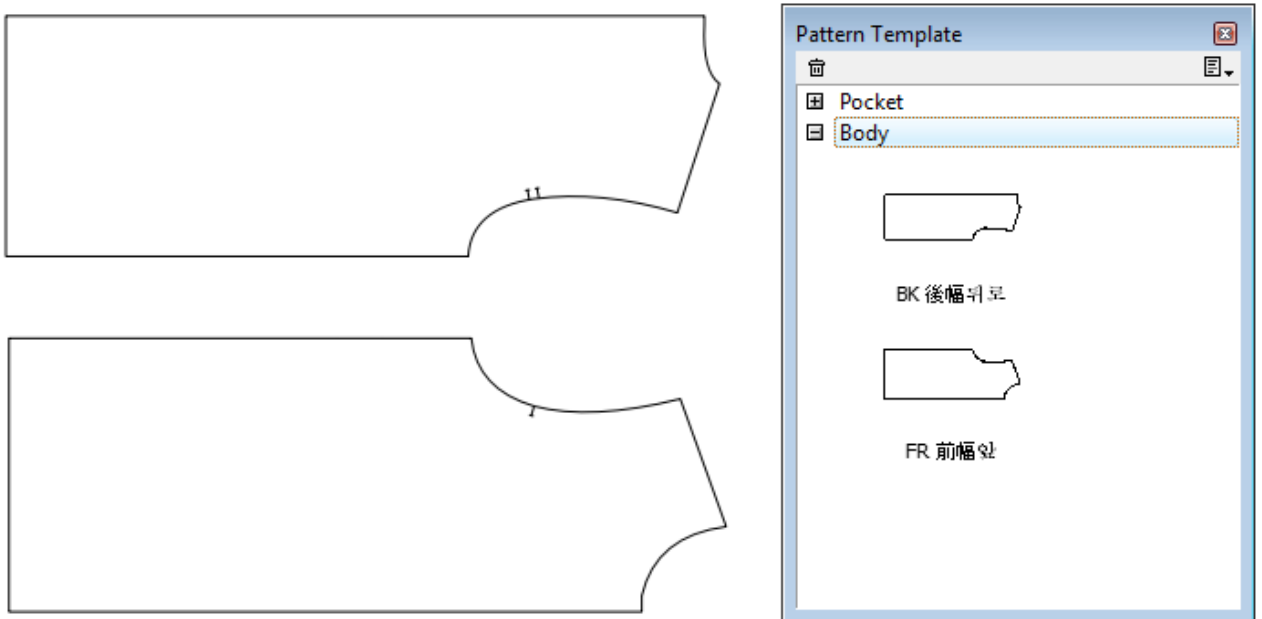 Pattern Template
Pocket
Body
BK 後幅뒤로
FR 前幅앞